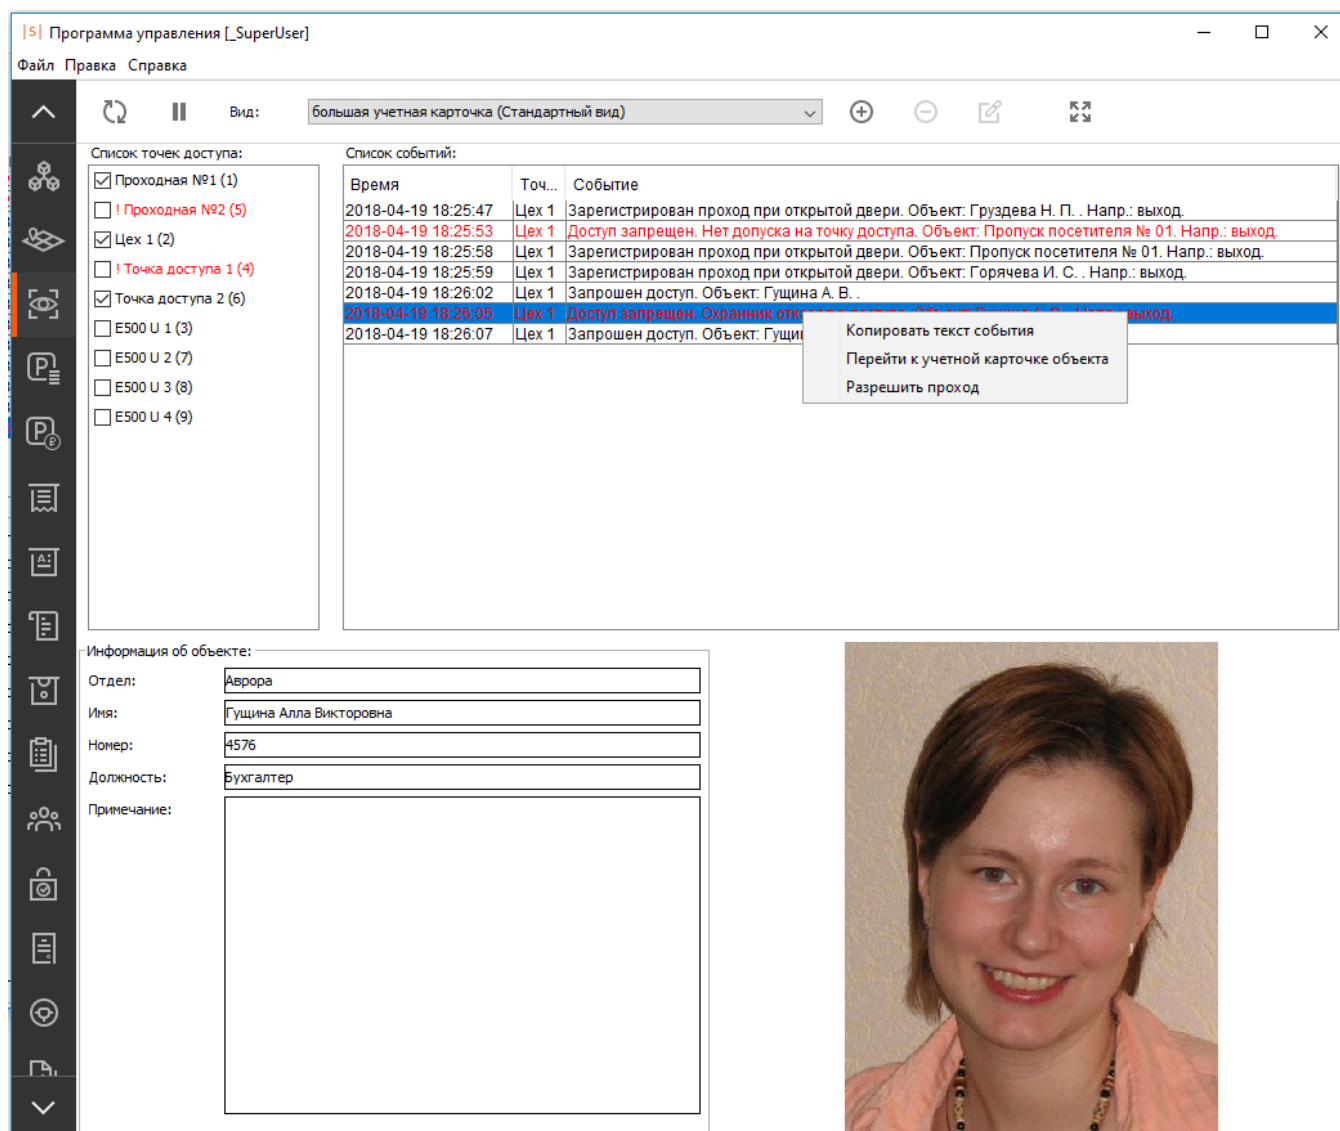 |S| Программа управления [_SuperUser]
Файл Правка Справка
Вид: большая учетная карточка (Стандартный вид)
Список точек доступа:
Проходная №1 (1)
! Проходная №2 (5)
Цех 1 (2)
! Точка доступа 1 (4)
Точка доступа 2 (6)
E500 U 1 (3)
E500 U 2 (7)
E500 U 3 (8)
E500 U 4 (9)
Список событий:
Время Точ... Событие
2018-04-19 18:25:47 Цех 1 Зарегистрирован проход при открытой двери. Объект: Груздева Н. П. . Напр.: выход.
2018-04-19 18:25:53 Цех 1 Доступ запрещен. Нет допуска на точку доступа. Объект: Пропуск посетителя № 01. Напр.: выход.
2018-04-19 18:25:58 Цех 1 Зарегистрирован проход при открытой двери. Объект: Пропуск посетителя № 01. Напр.: выход.
2018-04-19 18:25:59 Цех 1 Зарегистрирован проход при открытой двери. Объект: Горячева И. С. . Напр.: выход.
2018-04-19 18:26:02 Цех 1 Запрошен доступ. Объект: Гущина А. В. .
2018-04-19 18:26:05 Цех 1 Доступ запрещен. Охранник выход.
2018-04-19 18:26:07 Цех 1 Запрошен доступ. Объект: Гущи
Копировать текст события
Перейти к учетной карточке объекта
Разрешить проход
Информация об объекте:
Отдел: Аврора
Имя: Гущина Алла Викторовна
Номер: 4576
Должность: Бухгалтер
Примечание: